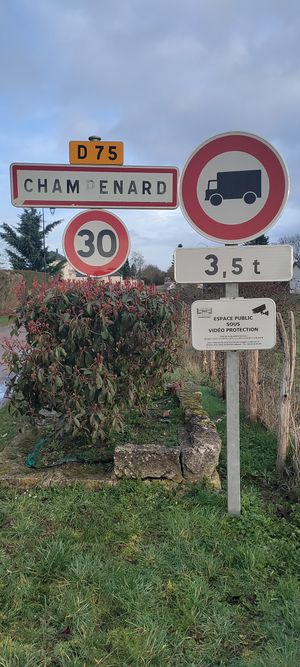 D 75
CHAMPENARD
30
3,5 t
ESPACE PUBLIC
SOUS
VIDÉO PROTECTION